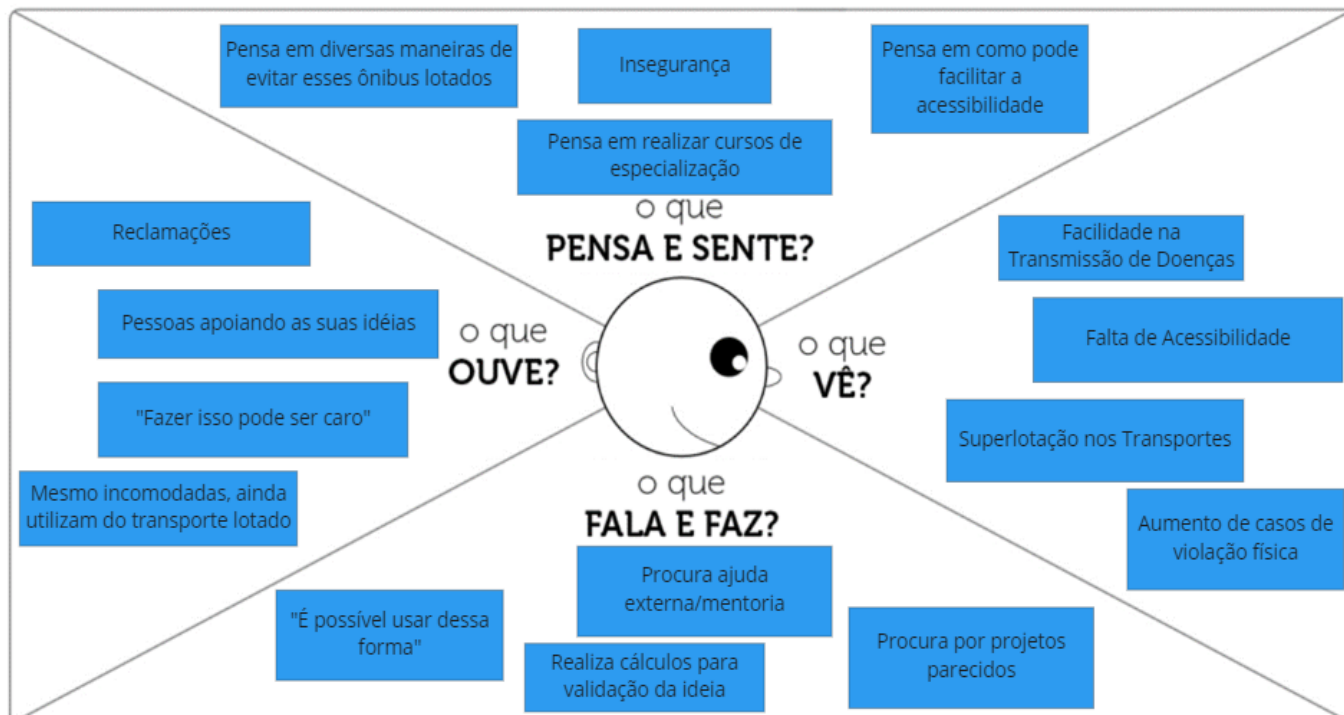 Pensa em diversas maneiras de
evitar esses ônibus lotados
Insegurança
Pensa em como pode
facilitar a
acessibilidade
Pensa em realizar cursos de
especialização
o que
PENSA E SENTE?
Reclamações
Pessoas apoiando as suas idéias
"Fazer isso pode ser caro"
Mesmo incomodadas, ainda
utilizam do transporte lotado
o que
OUVE?
o que
VÊ?
Facilidade na
Transmissão de Doenças
Falta de Acessibilidade
Superlotação nos Transportes
Aumento de casos de
violação física
o que
FALA E FAZ?
Procura ajuda
externa/mentoria
"É possível usar dessa
forma"
Realiza cálculos para
validação da ideia
Procura por projetos
parecidos